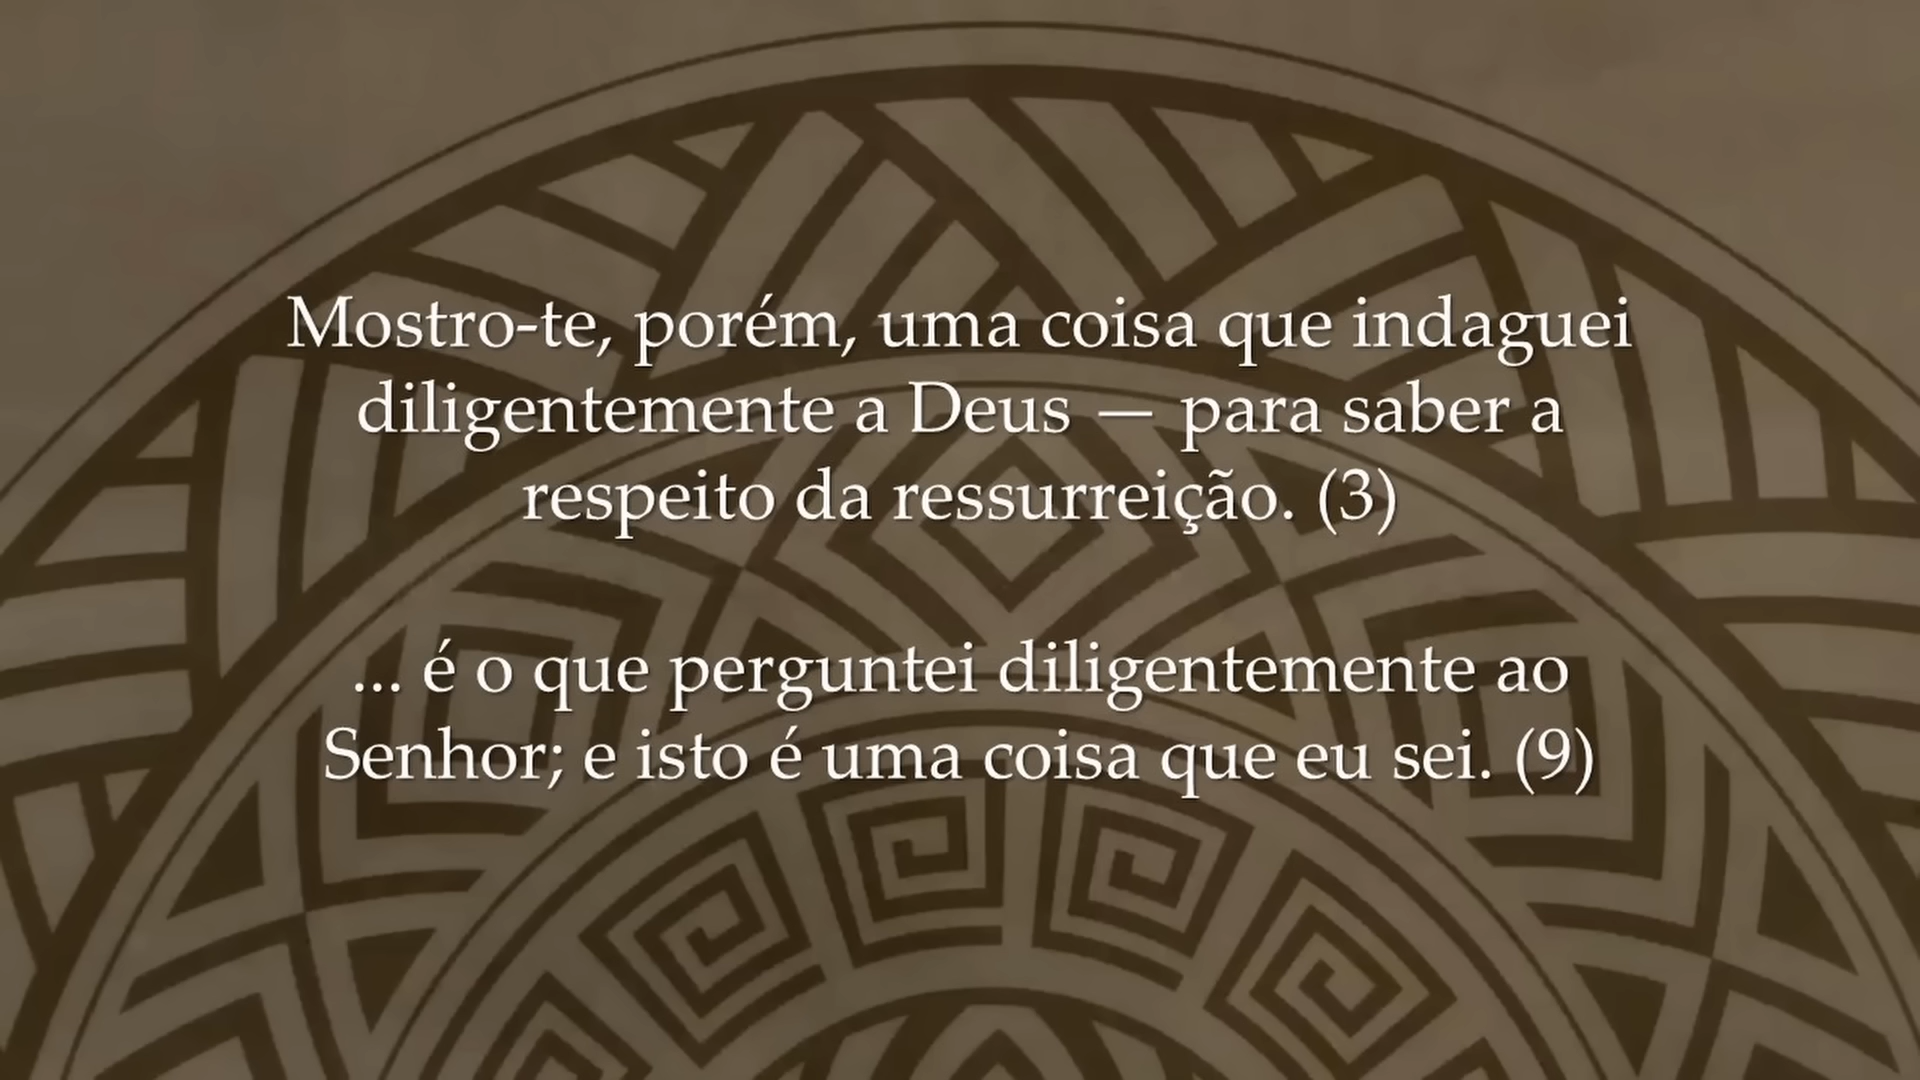 Mostro-te, porém, uma coisa que indaguei
diligentemente a Deus — para saber a
respeito da ressurreição. (3)
... é o que perguntei diligentemente ao
Senhor; e isto é uma coisa que eu sei. (9)